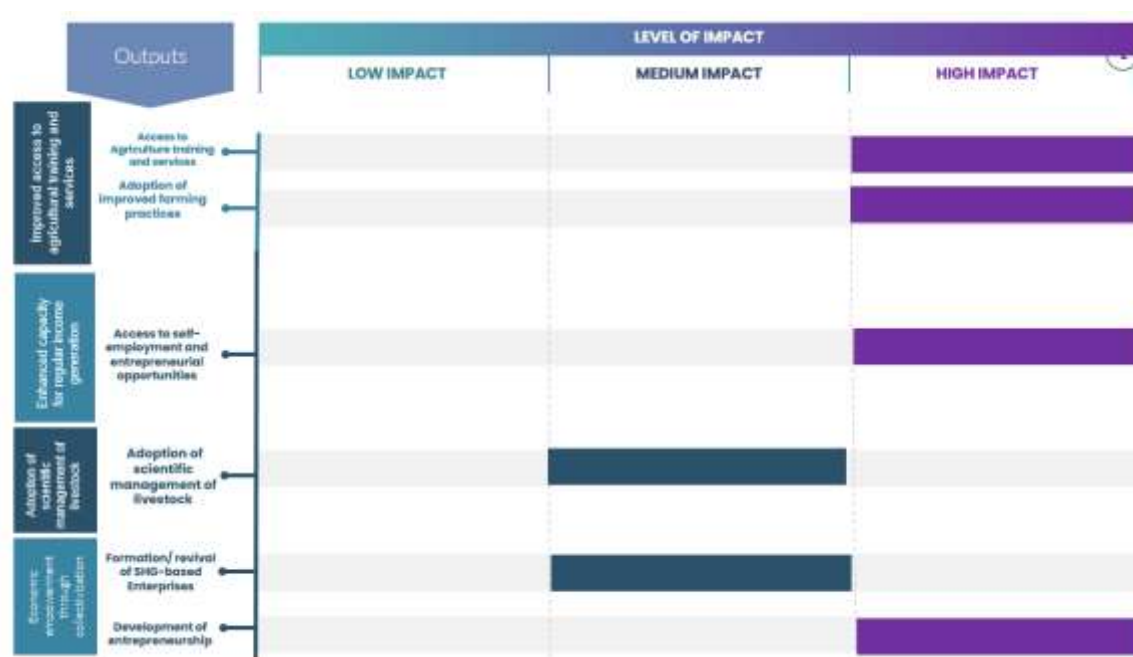 Outputs
LEVEL OF IMPACT
LOW IMPACT
MEDIUM IMPACT
HIGH IMPACT
Improved access to
agricultural training and
services
Access to
Agriculture training
and services
Adoption of
improved farming
practices
Enhanced capacity
for regular income
generation
Access to self-
employment and
entrepreneurial
opportunities
Adoption of
scientific
management of
livestock
Adoption of
scientific
management of
livestock
Economic
empowerment
through
collectivization
Formation/ revival
of SHG-based
Enterprises
Development of
entrepreneurship